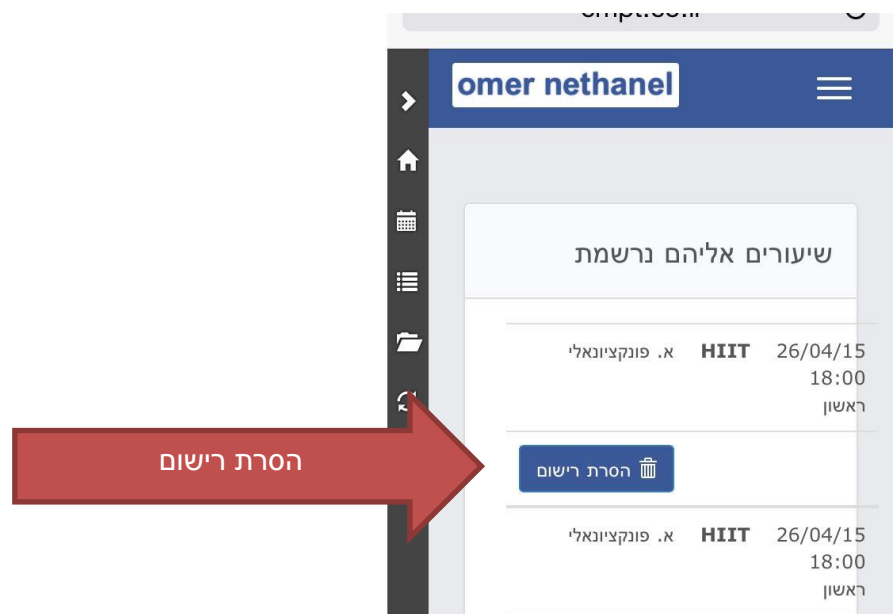 omer nethanel
שיעורים אליהם נרשמת
26/04/15 HIIT א. פונקציונאלי
18:00
ראשון
הסרת רישום
הסרת רישום
26/04/15 HIIT א. פונקציונאלי
18:00
ראשון